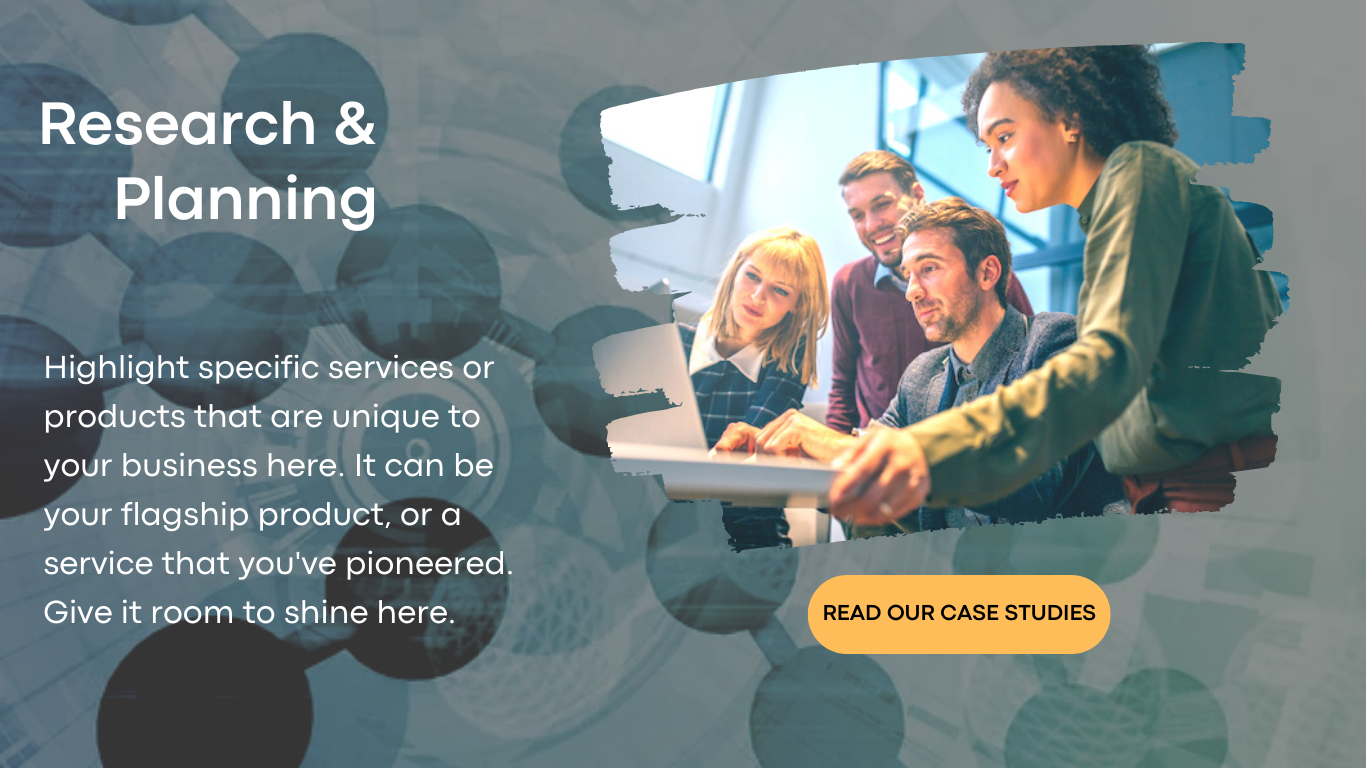 Research &
Planning
Highlight specific services or
products that are unique to
your business here. It can be
your flagship product, or a
service that you've pioneered.
Give it room to shine here.
READ OUR CASE STUDIES